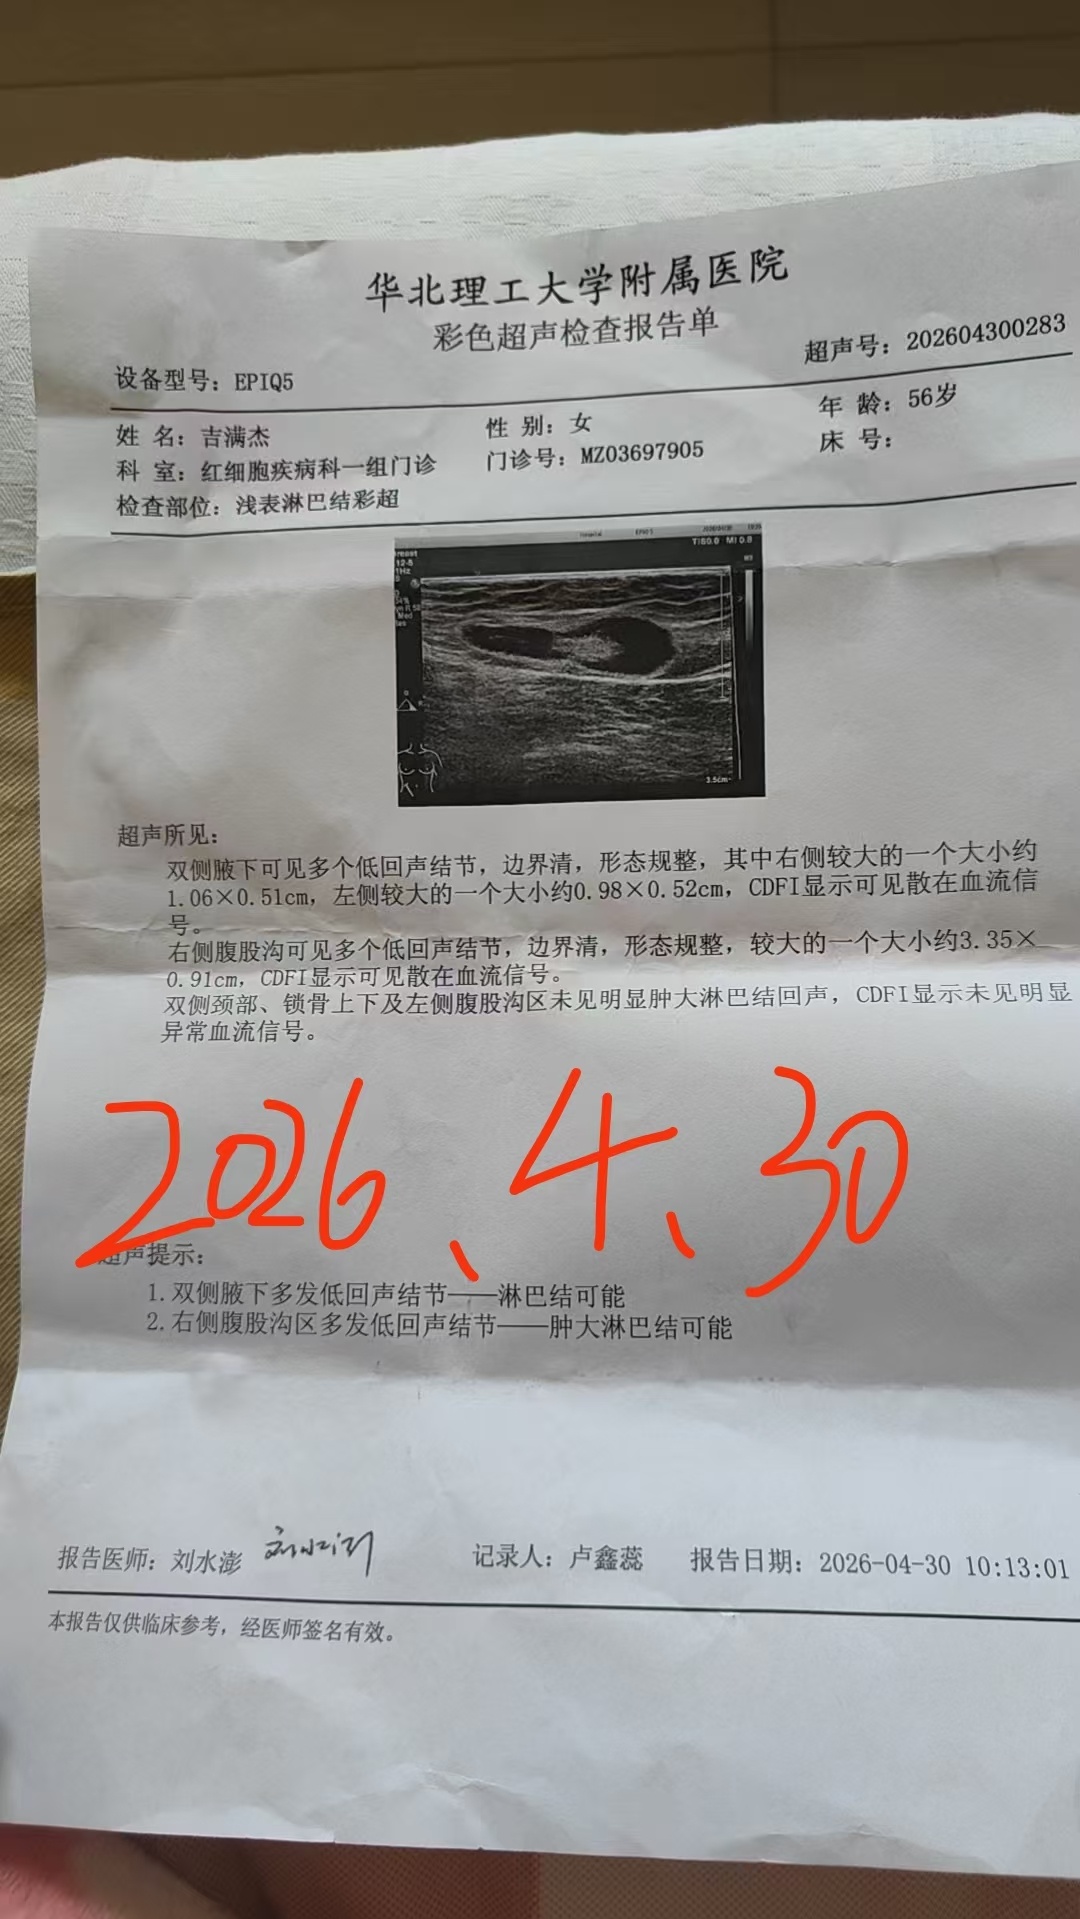 华北理工大学附属医院
彩色超声检查报告单
设备型号：EPIQ5
超声号：202604300283
姓 名：吉满杰 性 别：女 年 龄：56岁
科 室：红细胞疾病科一组门诊 门诊号：MZ03697905 床 号：
检查部位：浅表淋巴结彩超
TIS0.0 MI 0.8
3.5cm
超声所见：
双侧腋下可见多个低回声结节，边界清，形态规整，其中右侧较大的一个大小约
1.06×0.51cm，左侧较大的一个大小约0.98×0.52cm，CDFI显示可见散在血流信
号。
右侧腹股沟可见多个低回声结节，边界清，形态规整，较大的一个大小约3.35×
0.91cm，CDFI显示可见散在血流信号。
双侧颈部、锁骨上下及左侧腹股沟区未见明显肿大淋巴结回声，CDFI显示未见明显
异常血流信号。
2026、4、30
超声提示：
1.双侧腋下多发低回声结节——淋巴结可能
2.右侧腹股沟区多发低回声结节——肿大淋巴结可能
报告医师：刘水澎 记录人：卢鑫蕊 报告日期：2026-04-30 10:13:01
本报告仅供临床参考，经医师签名有效。